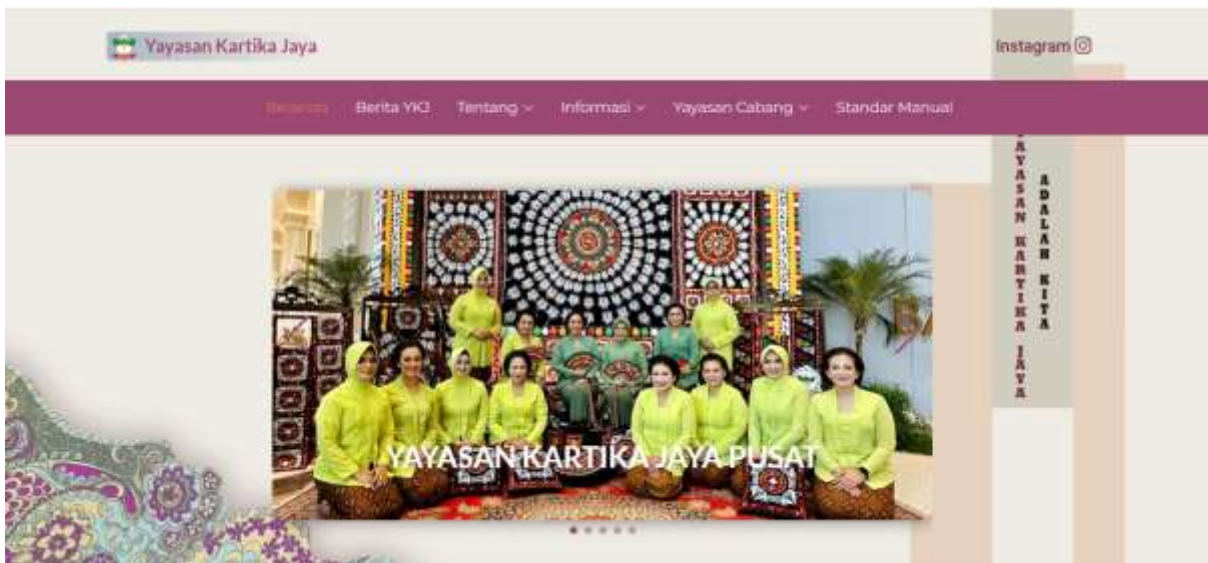 Yayasan Kartika Jaya
Instagram
Beranda
Berita YKJ
Tentang
Informasi
Yayasan Cabang
Standar Manual
YAYASAN KARTIKA JAYA
ADALAH KITA
YAYASAN KARTIKA JAYA PUSAT